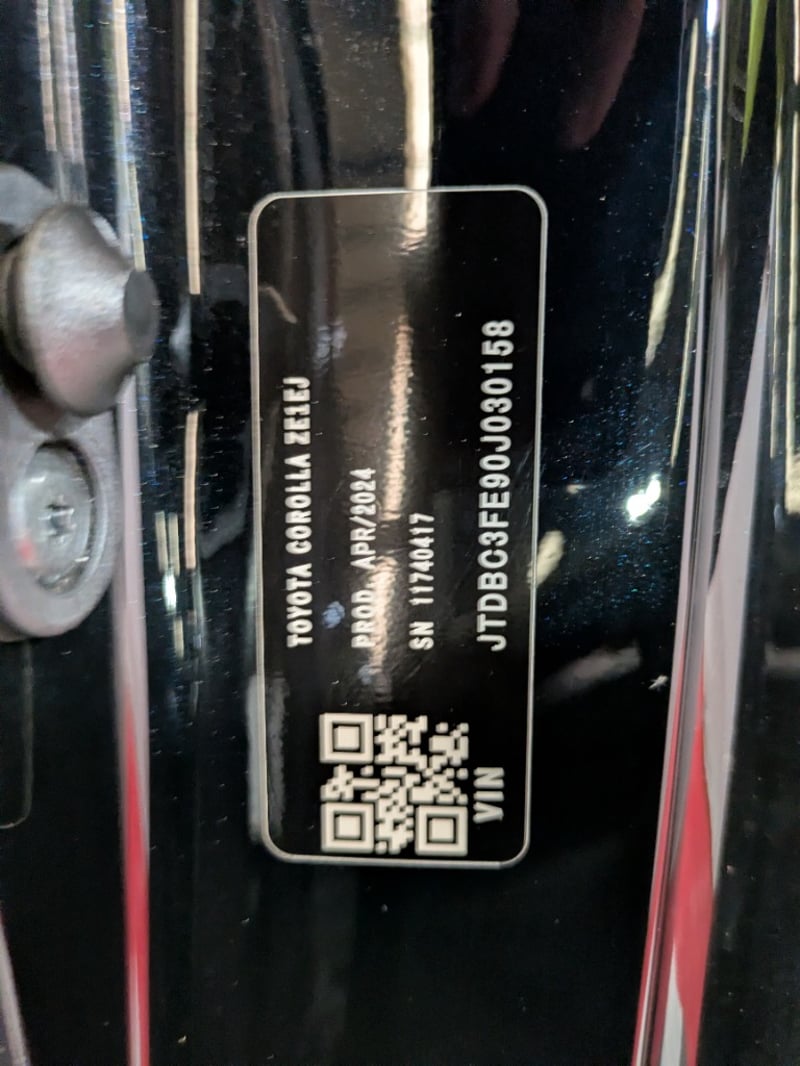 TOYOTA COROLLA ZE1EJ
PROD. APR/2024
SN 11740417
VIN JTDBC3FE90J030158